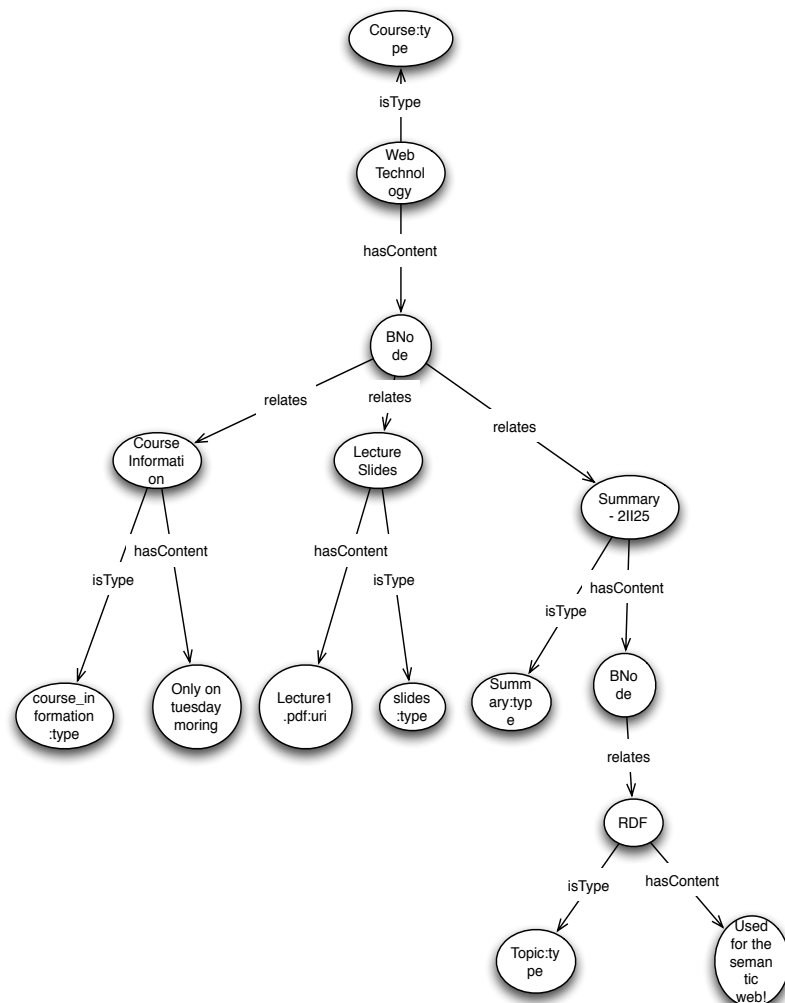 Course:ty
pe
isType
Web
Technol
ogy
hasContent
BNo
de
relates
relates
relates
Course
Informati
on
Lecture
Slides
Summary
- 2II25
hasContent
hasContent
isType
isType
hasContent
isType
course_in
formation
:type
Only on
tuesday
moring
Lecture1
.pdf:uri
slides
:type
Summ
ary:typ
e
BNo
de
relates
RDF
isType
hasContent
Topic:ty
pe
Used
for the
seman
tic
web!